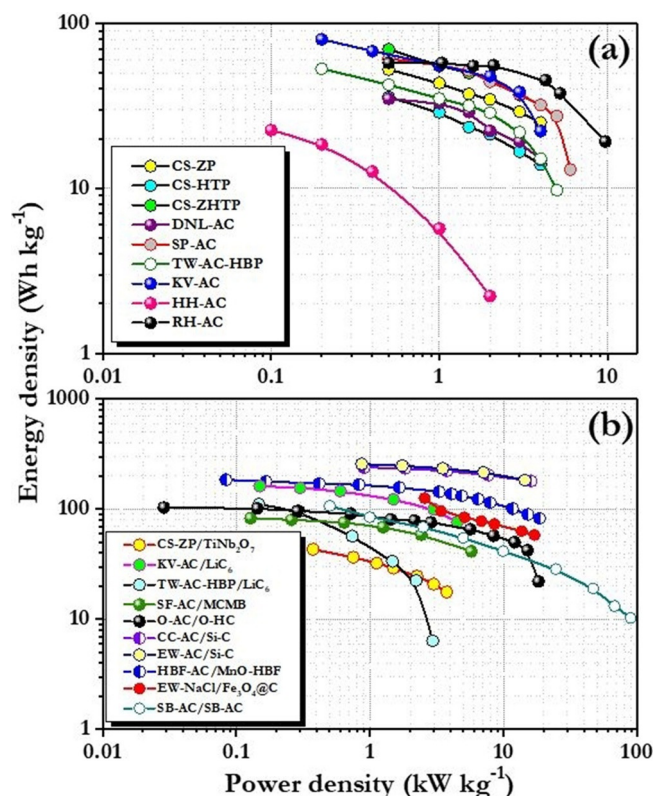 (a)
100
10
1
0.01
0.1
1
10
CS-ZP
CS-HTP
CS-ZHTP
DNL-AC
SP-AC
TW-AC-HBP
KV-AC
HH-AC
RH-AC
Energy density (Wh kg⁻¹)
(b)
1000
100
10
1
CS-ZP/TiNb₂O₇
KV-AC/LiC₆
TW-AC-HBP/LiC₆
SF-AC/MCMB
O-AC/O-HC
CC-AC/Si-C
EW-AC/Si-C
HBF-AC/MnO-HBF
EW-NaCl/Fe₃O₄@C
SB-AC/SB-AC
0.01
0.1
1
10
100
Power density (kW kg⁻¹)